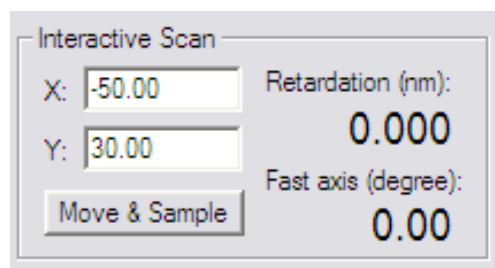 Interactive Scan
X: -50.00
Retardation (nm):
0.000
Y: 30.00
Fast axis (degree):
Move & Sample
0.00